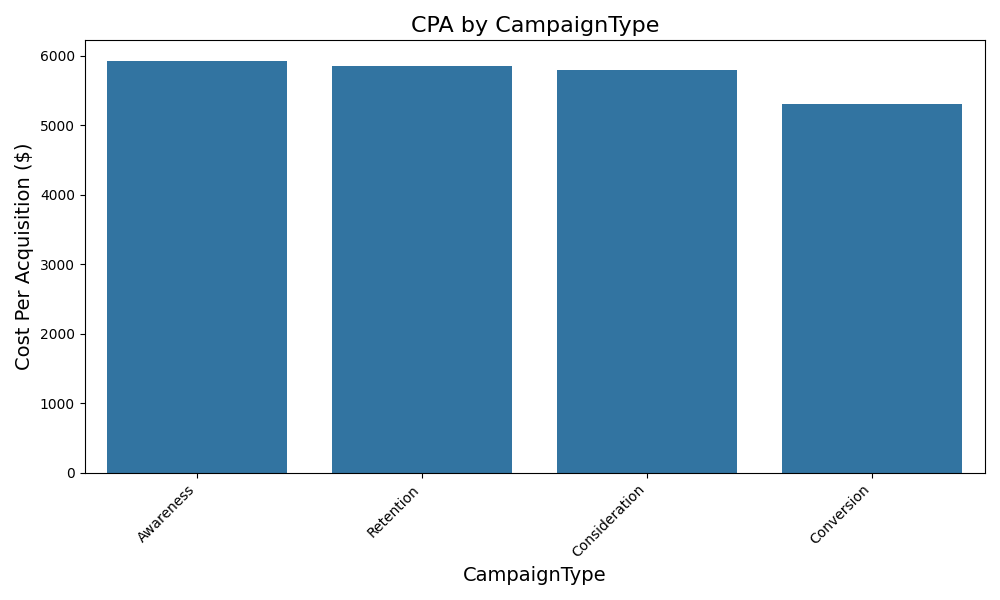 CPA by CampaignType
Cost Per Acquisition ($)
6000
5000
4000
3000
2000
1000
0
Awareness
Retention
Consideration
Conversion
CampaignType